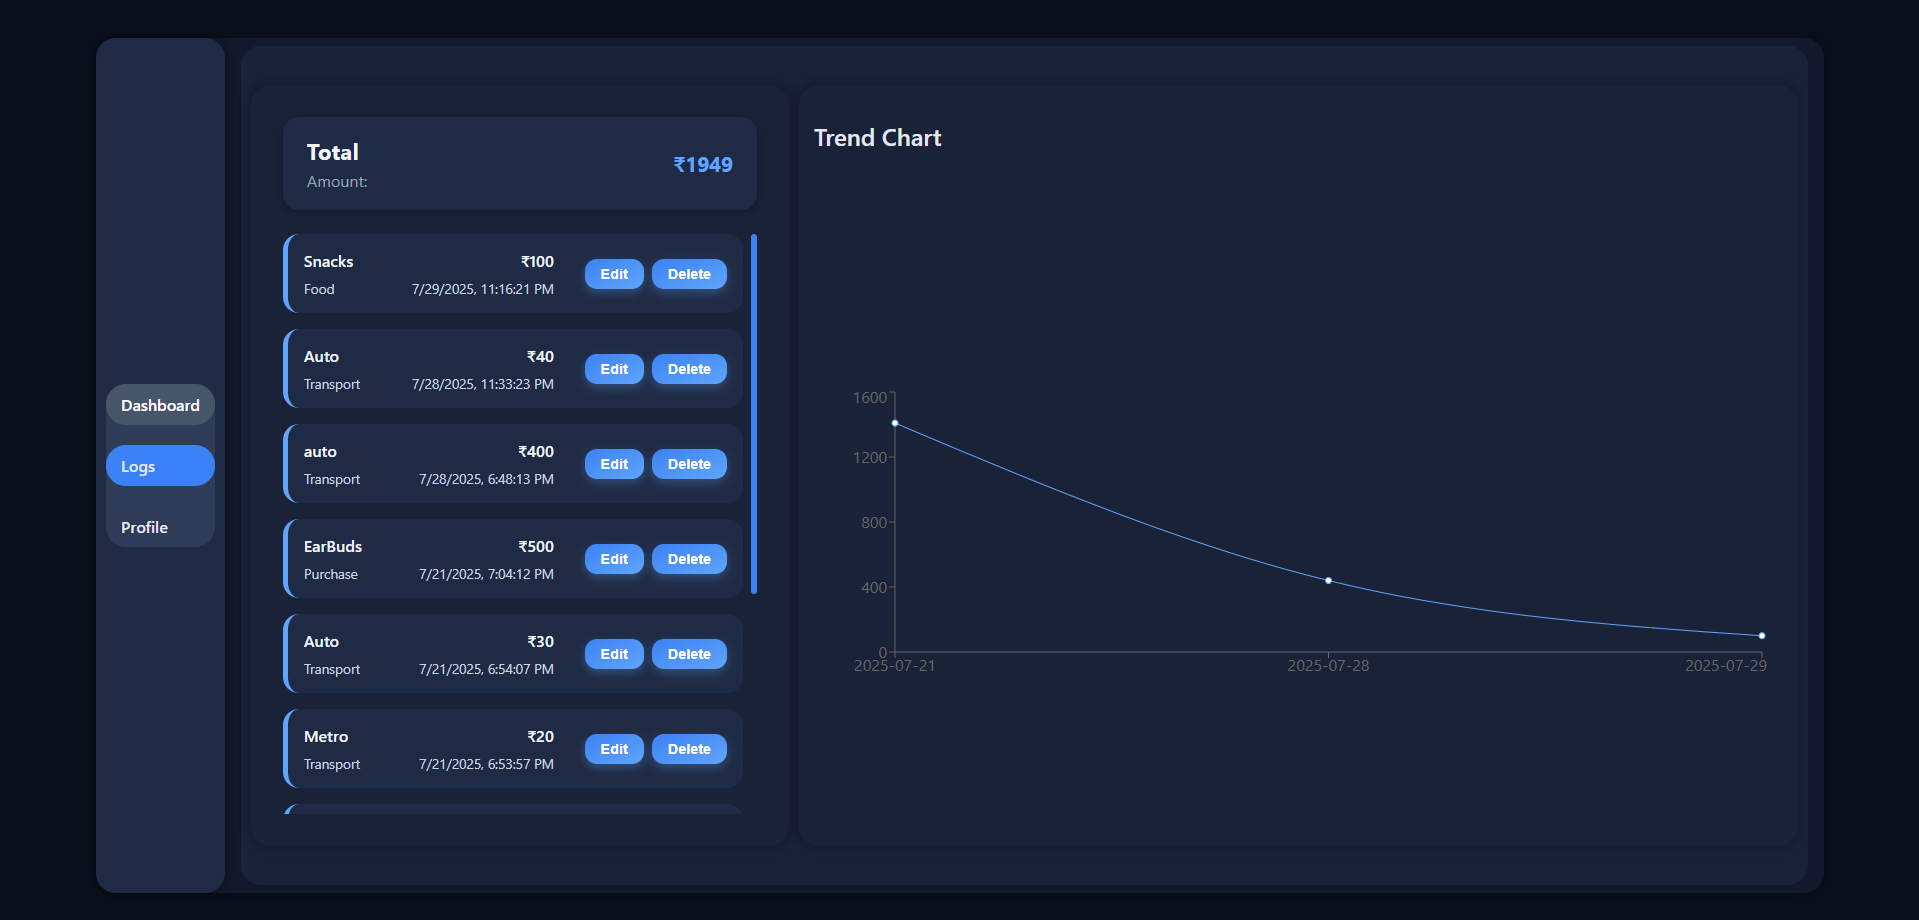 Dashboard
Logs
Profile
Total
Amount:
₹1949
Snacks
₹100
Food
7/29/2025, 11:16:21 PM
Edit
Delete
Auto
₹40
Transport
7/28/2025, 11:33:23 PM
Edit
Delete
auto
₹400
Transport
7/28/2025, 6:48:13 PM
Edit
Delete
EarBuds
₹500
Purchase
7/21/2025, 7:04:12 PM
Edit
Delete
Auto
₹30
Transport
7/21/2025, 6:54:07 PM
Edit
Delete
Metro
₹20
Transport
7/21/2025, 6:53:57 PM
Edit
Delete
Trend Chart
1600
1200
800
400
0
2025-07-21
2025-07-28
2025-07-29